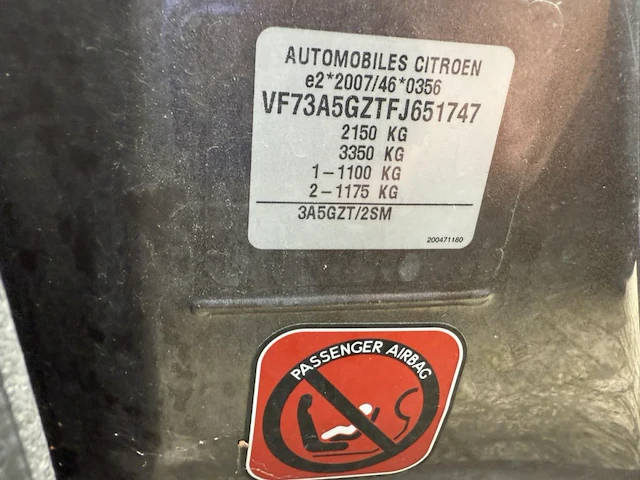 AUTOMOBILES CITROEN
e2*2007/46*0356
VF73A5GZTFJ651747
2150 KG
3350 KG
1-1100 KG
2-1175 KG
3A5GZT/2SM
200471180
PASSENGER AIRBAG